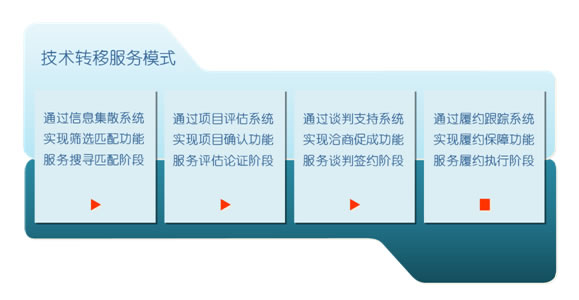 技术转移服务模式
通过信息集散系统
实现筛选匹配功能
服务搜寻匹配阶段
通过项目评估系统
实现项目确认功能
服务评估论证阶段
通过谈判支持系统
实现洽商促成功能
服务谈判签约阶段
通过履约跟踪系统
实现履约保障功能
服务履约执行阶段